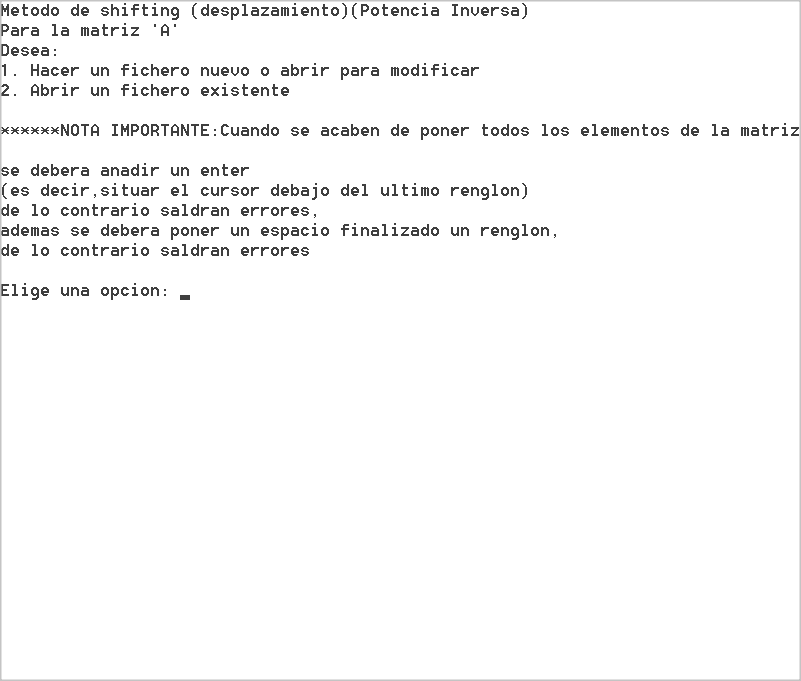 Metodo de shifting (desplazamiento)(Potencia Inversa)
Para la matriz 'A'
Desea:
1. Hacer un fichero nuevo o abrir para modificar
2. Abrir un fichero existente
******NOTA IMPORTANTE:Cuando se acaben de poner todos los elementos de la matriz
se debera anadir un enter
(es decir,situar el cursor debajo del ultimo renglon)
de lo contrario saldran errores,
ademas se debera poner un espacio finalizado un renglon,
de lo contrario saldran errores
Elige una opcion: _